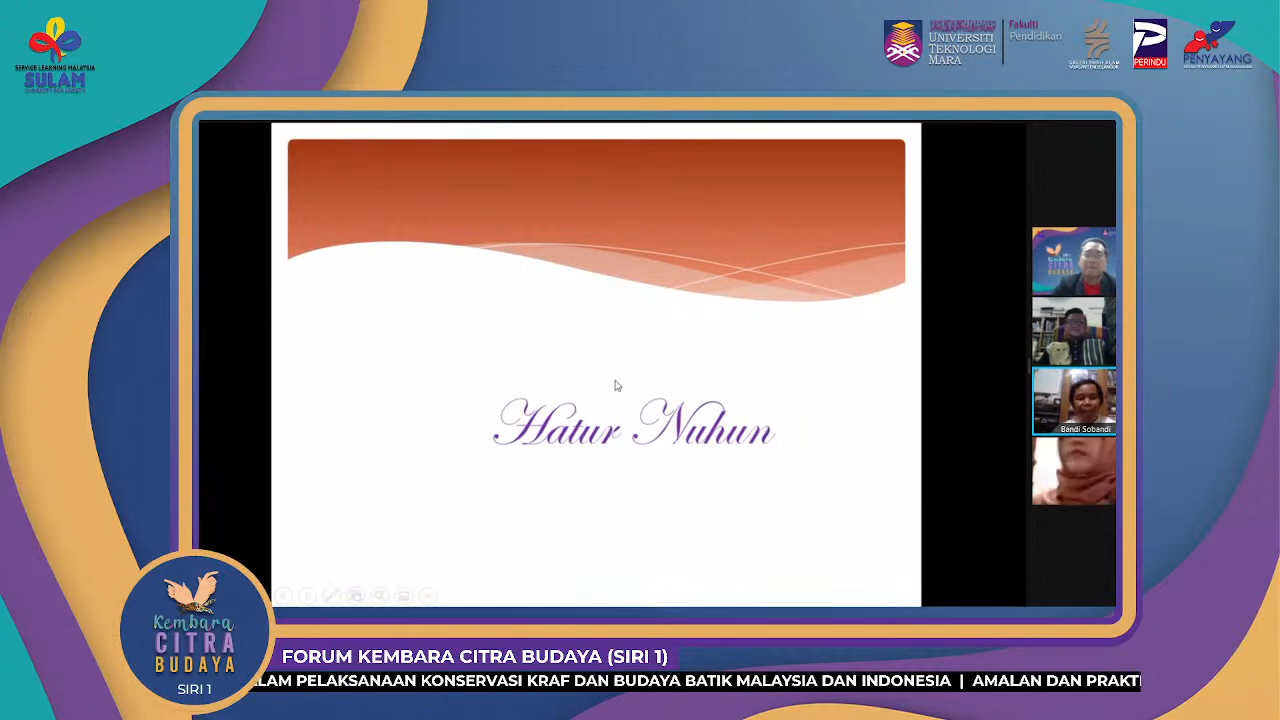 SERVICE LEARNING MALAYSIA
SULAM
UNIVERSITI
TEKNOLOGI
MARA
Fakulti
Pendidikan
PERINDU
PENYAYANG
Hatur Nuhun
Bandi Sobandi
Kembara
CITRA
BUDAYA
SIRI 1
FORUM KEMBARA CITRA BUDAYA (SIRI 1)
LAM PELAKSANAAN KONSERVASI KRAF DAN BUDAYA BATIK MALAYSIA DAN INDONESIA | AMALAN DAN PRAKT